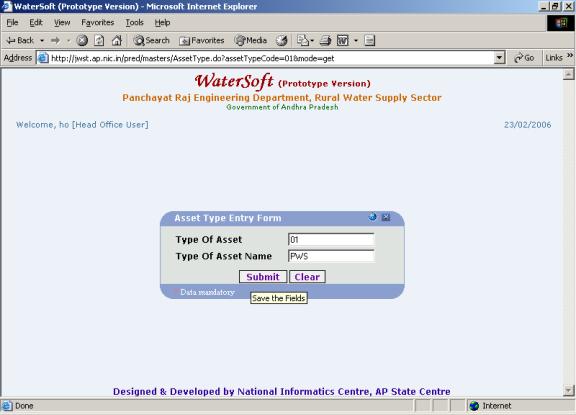 WaterSoft (Prototype Version) - Microsoft Internet Explorer
File Edit View Favorites Tools Help
Back Search Favorites Media
Address http://jwst.ap.nic.in/pred/masters/AssetType.do?assetTypeCode=01&mode=get Go Links »
WaterSoft (Prototype Version)
Panchayat Raj Engineering Department, Rural Water Supply Sector
Government of Andhra Pradesh
Welcome, ho [Head Office User] 23/02/2006
Asset Type Entry Form
Type Of Asset 01
Type Of Asset Name PWS
Submit Clear
* Data mandatory
Save the Fields
Designed & Developed by National Informatics Centre, AP State Centre
Done Internet